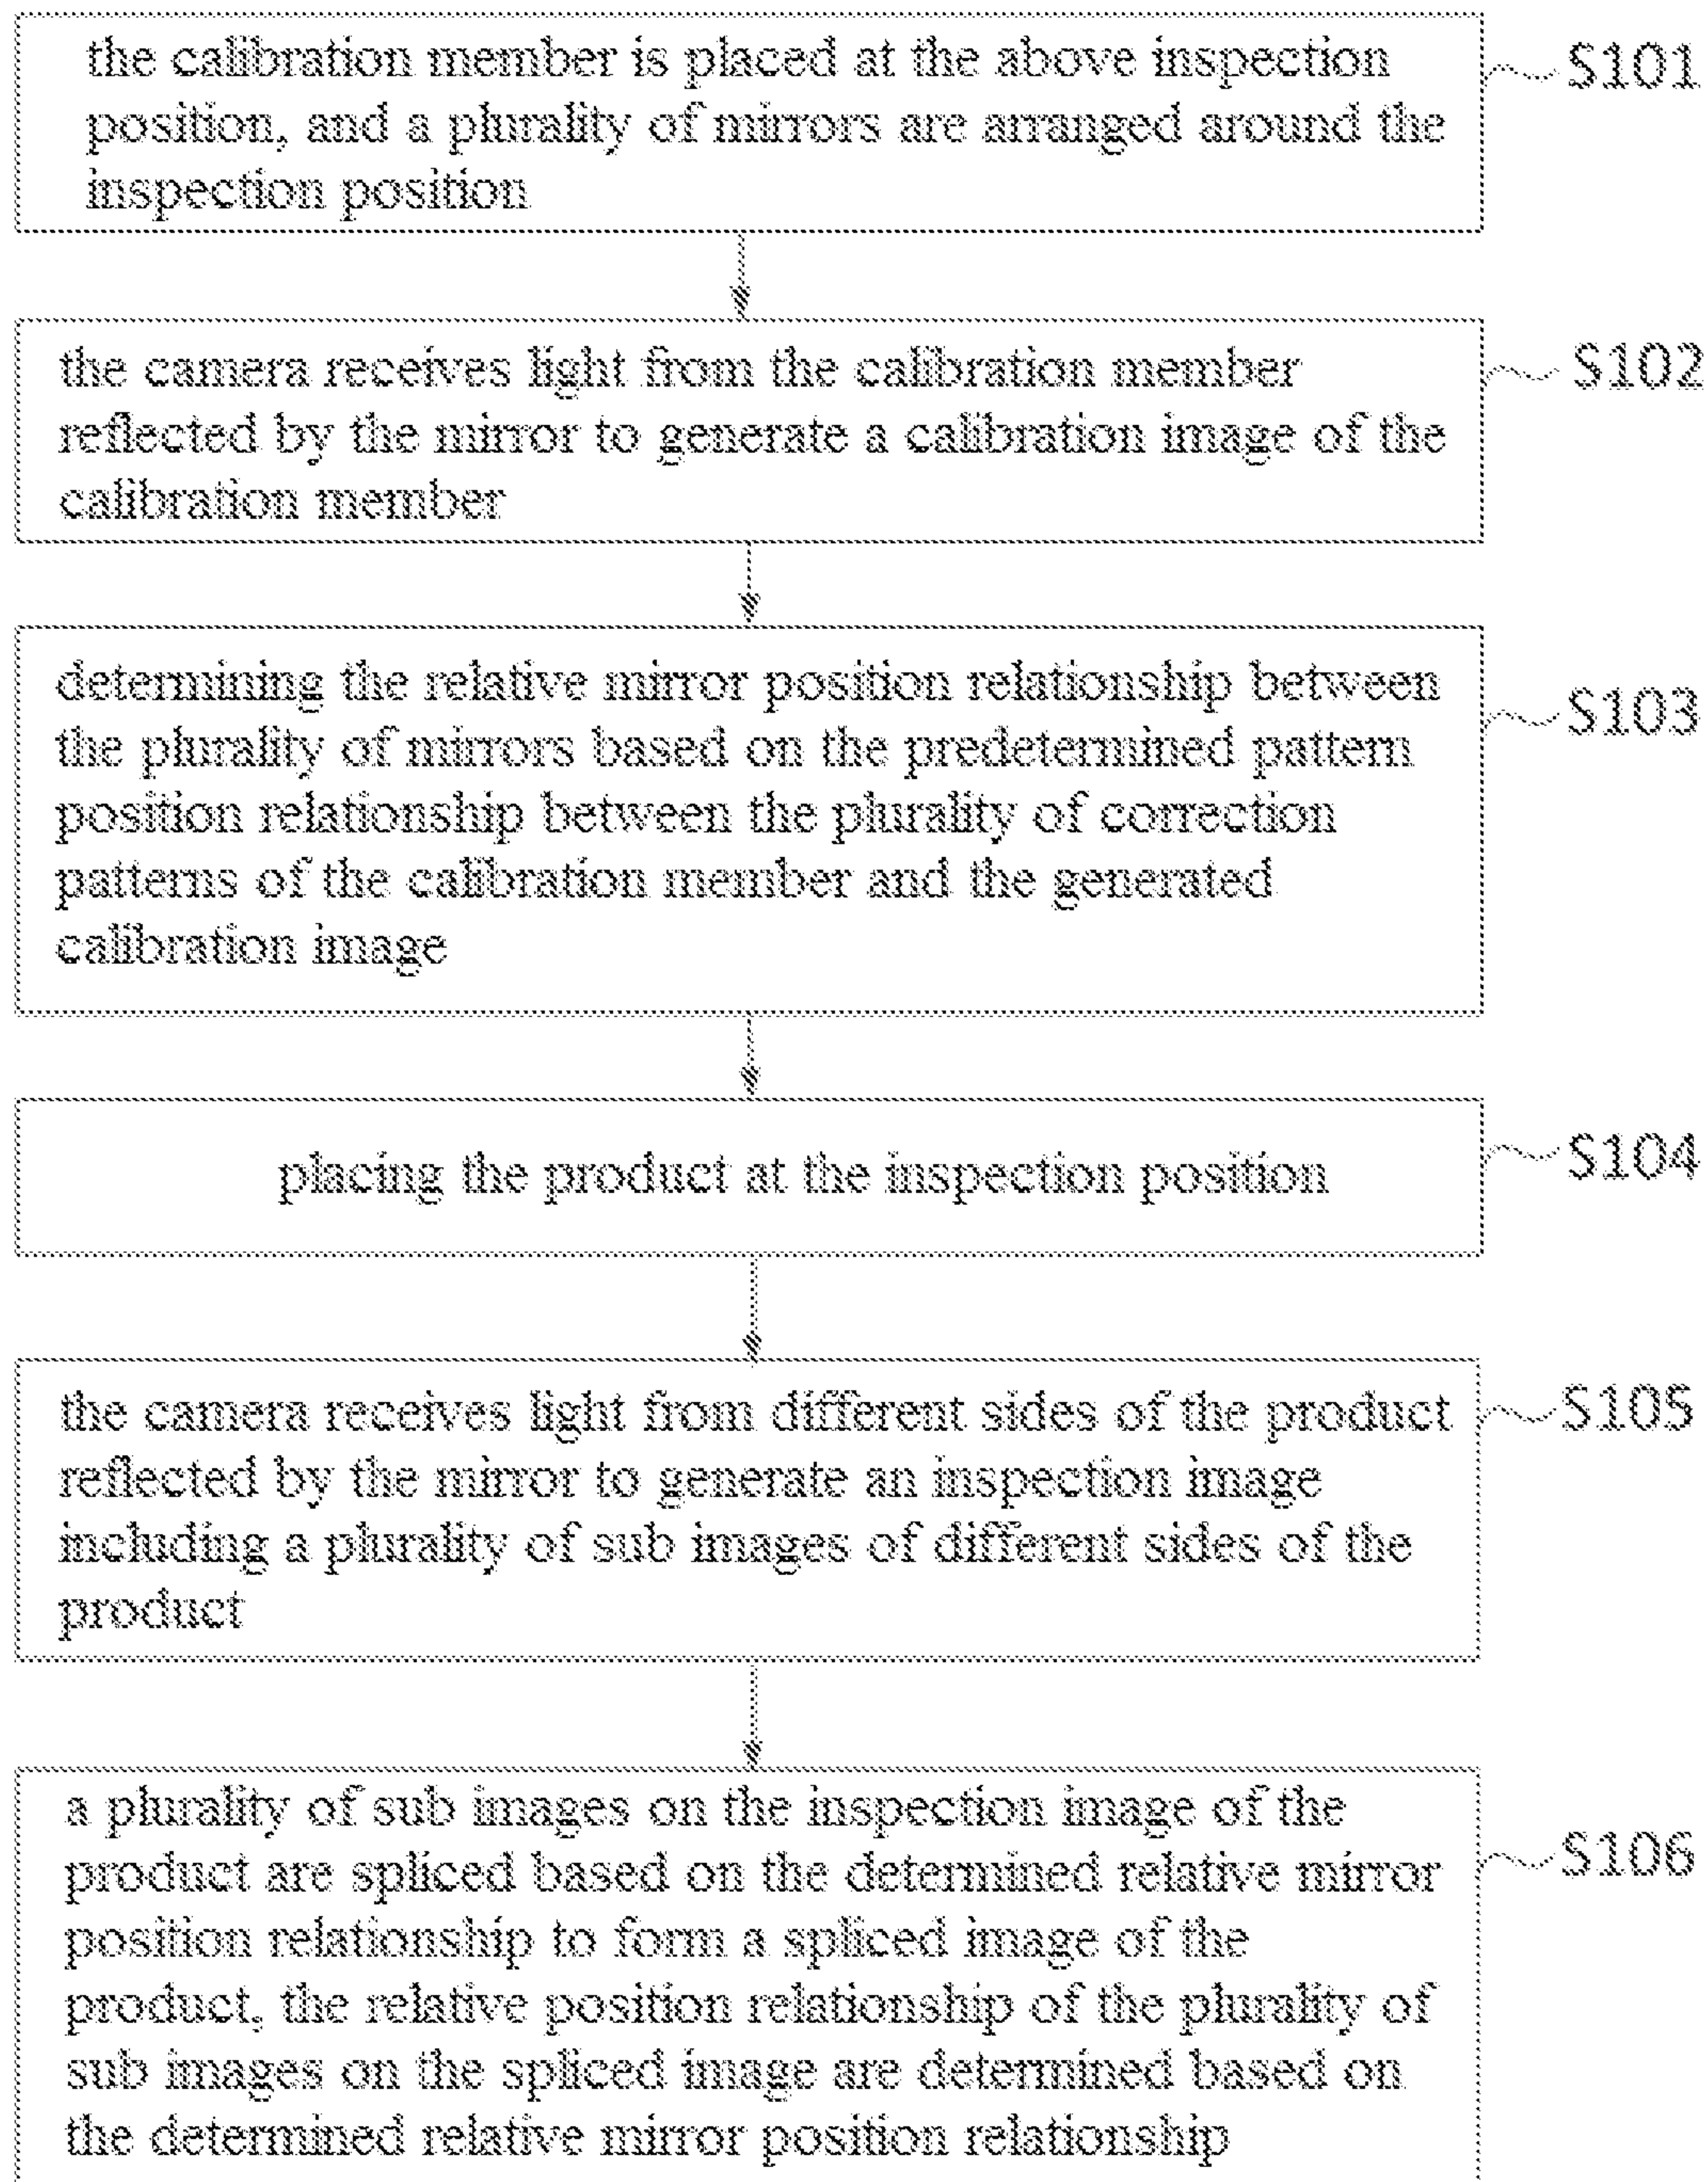 the calibration member is placed at the above inspection
position, and a plurality of mirrors are arranged around the
inspection position
S101
the camera receives light from the calibration member
reflected by the mirror to generate a calibration image of the
calibration member
S102
determining the relative mirror position relationship between
the plurality of mirrors based on the predetermined pattern
position relationship between the plurality of correction
patterns of the calibration member and the generated
calibration image
S103
placing the product at the inspection position
S104
the camera receives light from different sides of the product
reflected by the mirror to generate an inspection image
including a plurality of sub images of different sides of the
product
S105
a plurality of sub images on the inspection image of the
product are spliced based on the determined relative mirror
position relationship to form a spliced image of the
product, the relative position relationship of the plurality of
sub images on the spliced image are determined based on
the determined relative mirror position relationship
S106